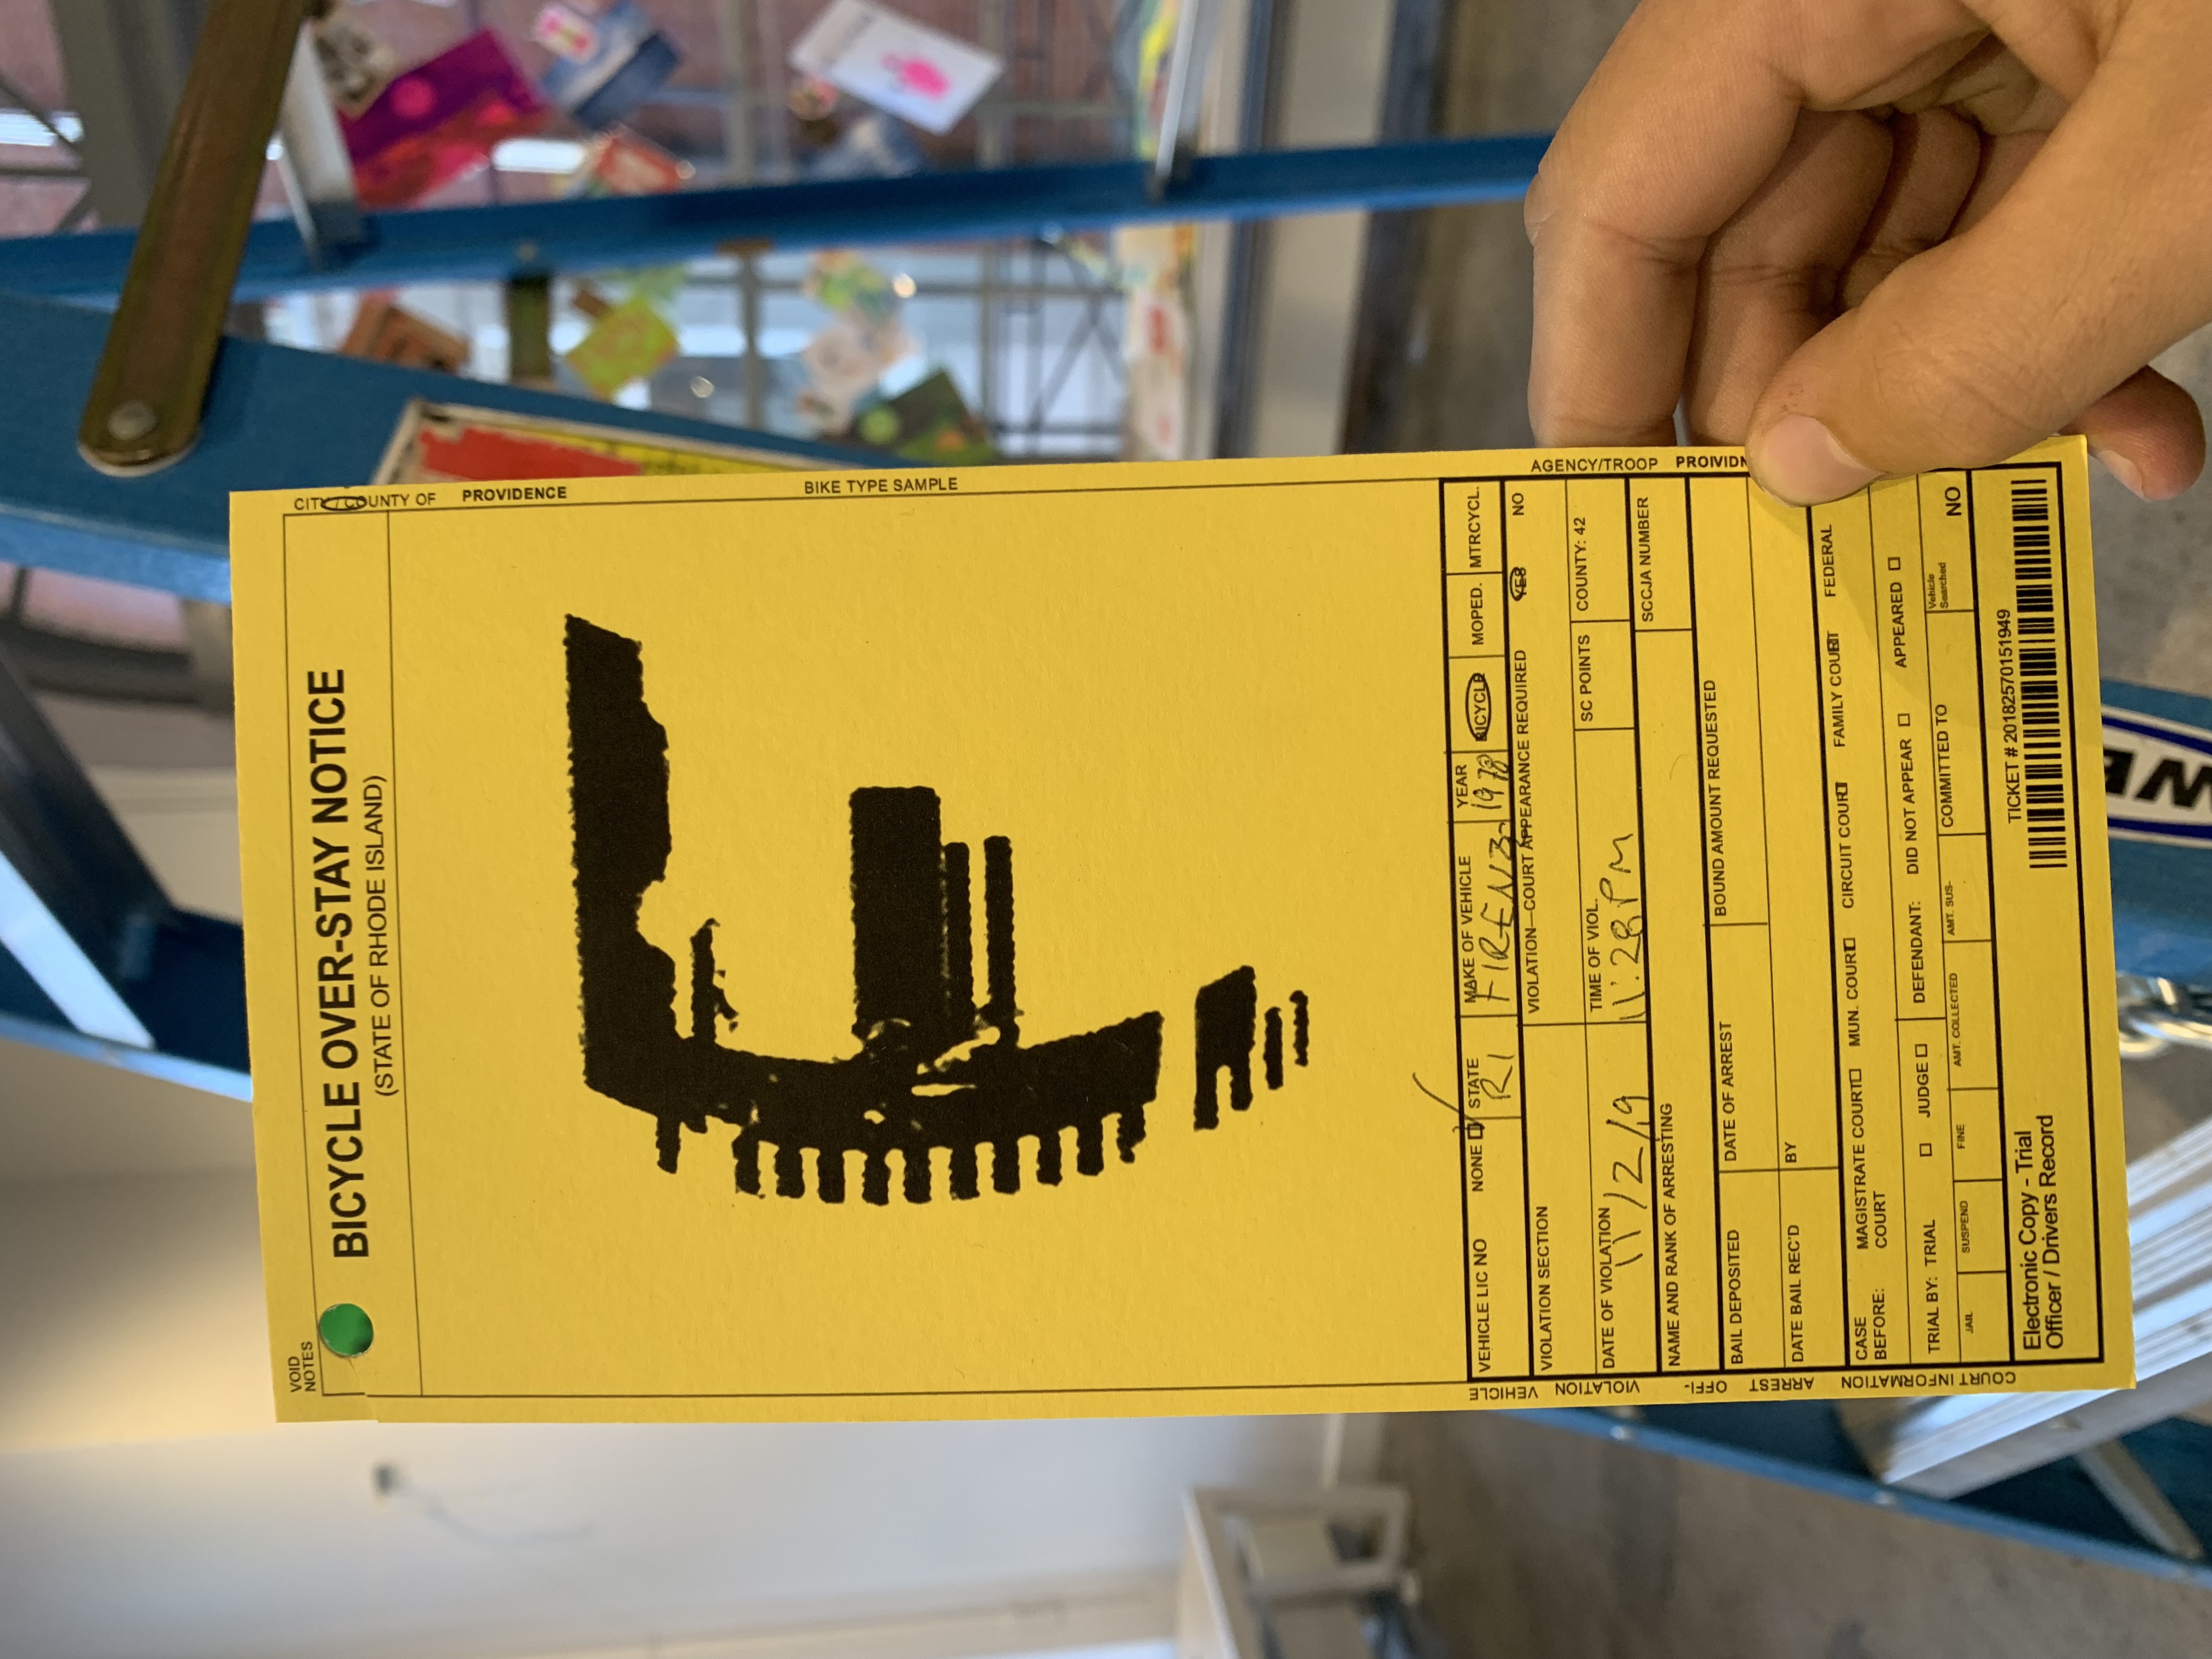 VOID
NOTES
BICYCLE OVER-STAY NOTICE
(STATE OF RHODE ISLAND)
CITY/COUNTY OF PROVIDENCE
BIKE TYPE SAMPLE
F
VEHICLE
VEHICLE LIC NO NONE STATE MAKE OF VEHICLE YEAR BICYCLE MOPED. MTRCYCL.
RI FIRENZ 1978
VIOLATION
VIOLATION SECTION VIOLATION—COURT APPEARANCE REQUIRED YES NO
DATE OF VIOLATION TIME OF VIOL. SC POINTS COUNTY: 42
11/2/19 11:28PM
OFFI-
NAME AND RANK OF ARRESTING SCCJA NUMBER
AGENCY/TROOP PROVIDN
ARREST
BAIL DEPOSITED DATE OF ARREST BOUND AMOUNT REQUESTED
DATE BAIL REC'D BY
COURT INFORMATION
CASE MAGISTRATE COURT MUN. COURT CIRCUIT COURT FAMILY COURT FEDERAL
BEFORE: COURT
TRIAL BY: TRIAL JUDGE DEFENDANT: DID NOT APPEAR APPEARED
JAIL SUSPEND FINE AMT. COLLECTED AMT. SUS- COMMITTED TO Vehicle
Searched NO
Electronic Copy - Trial
Officer / Drivers Record
TICKET # 20182570151949
WE